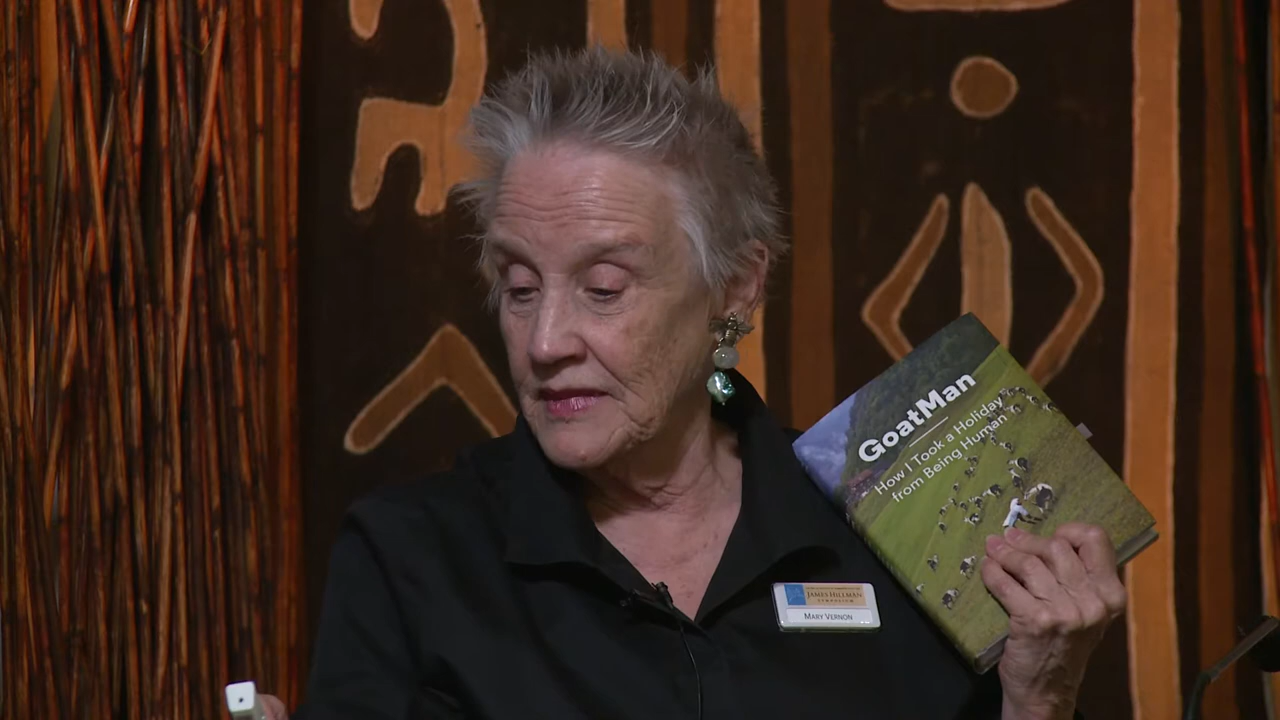 GoatMan
How I Took a Holiday
from Being Human
JAMES HILLMAN
SYMPOSIUM
MARY VERNON